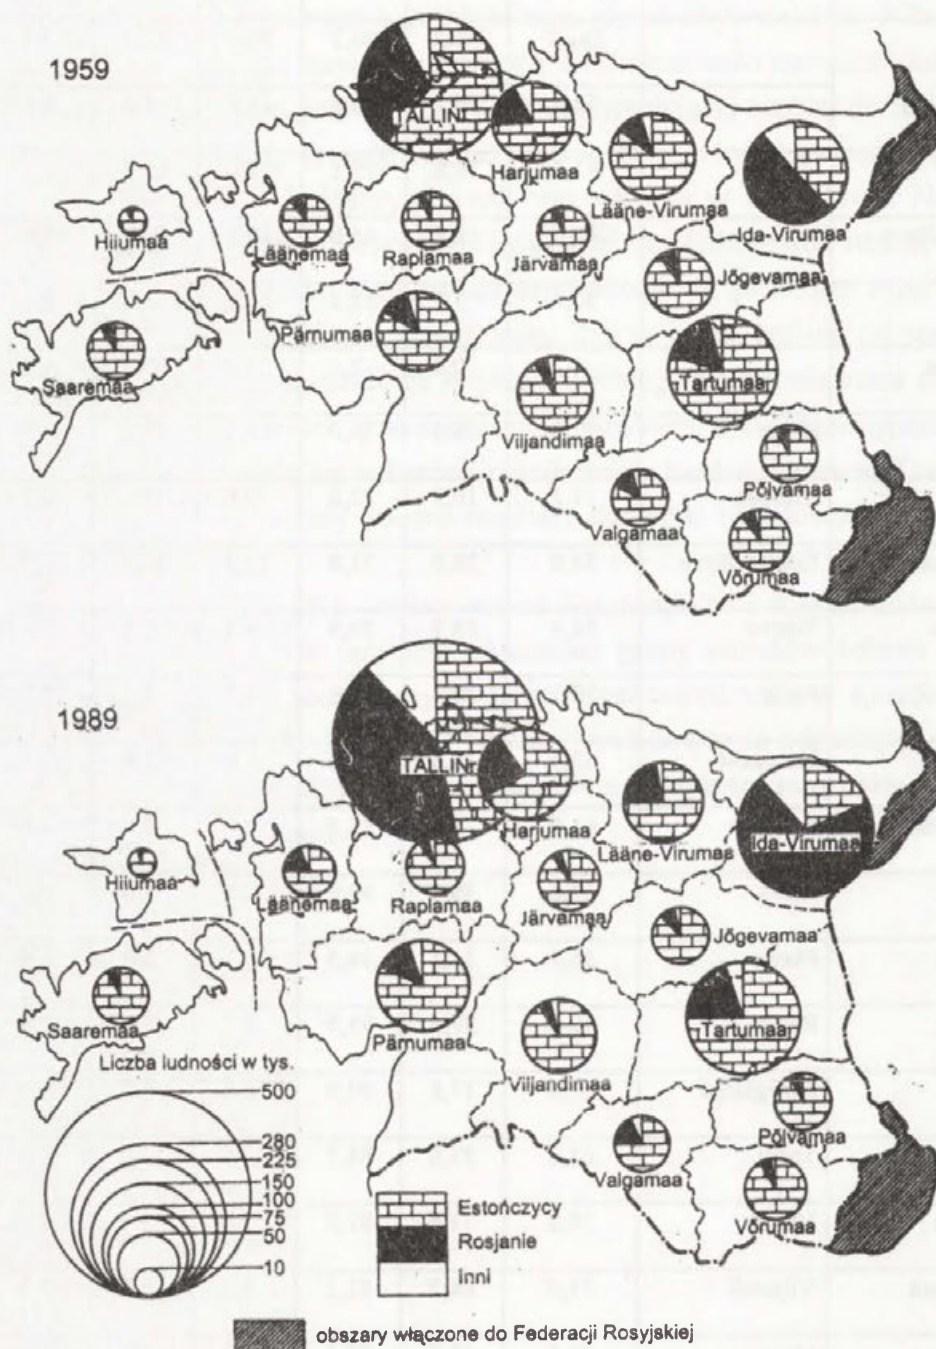 1959
TALLIN
Harjumaa
Lääne-Virumaa
Ida-Virumaa
Hiiumaa
Läänemaa
Raplamaa
Järvamaa
Jõgevamaa
Pärnumaa
Saaremaa
Tartumaa
Viljandimaa
Põlvamaa
Valgamaa
Võrumaa
1989
TALLIN
Harjumaa
Lääne-Virumaa
Ida-Virumaa
Hiiumaa
Läänemaa
Raplamaa
Järvamaa
Jõgevamaa
Saaremaa
Pärnumaa
Tartumaa
Viljandimaa
Põlvamaa
Valgamaa
Võrumaa
Liczba ludności w tys.
500
280
225
150
100
75
50
10
Estończycy
Rosjanie
Inni
obszary włączone do Federacji Rosyjskiej